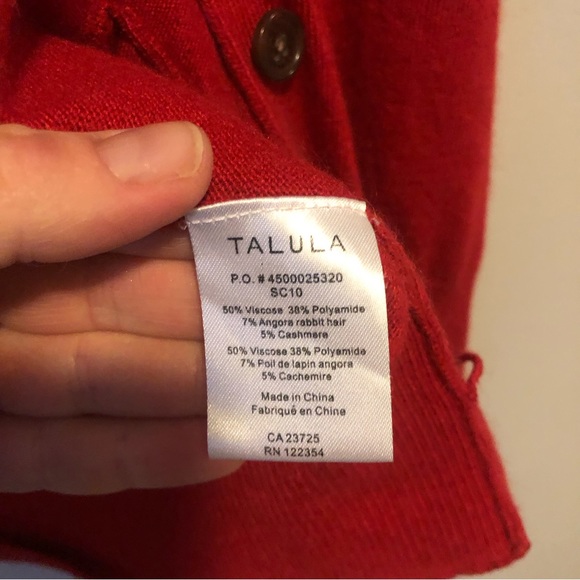 TALULA
P.O. # 4500025320
SC10
50% Viscose 38% Polyamide
7% Angora rabbit hair
5% Cashmere
50% Viscose 38% Polyamide
7% Poil de lapin angora
5% Cachemire
Made in China
Fabriqué en Chine
CA 23725
RN 122354